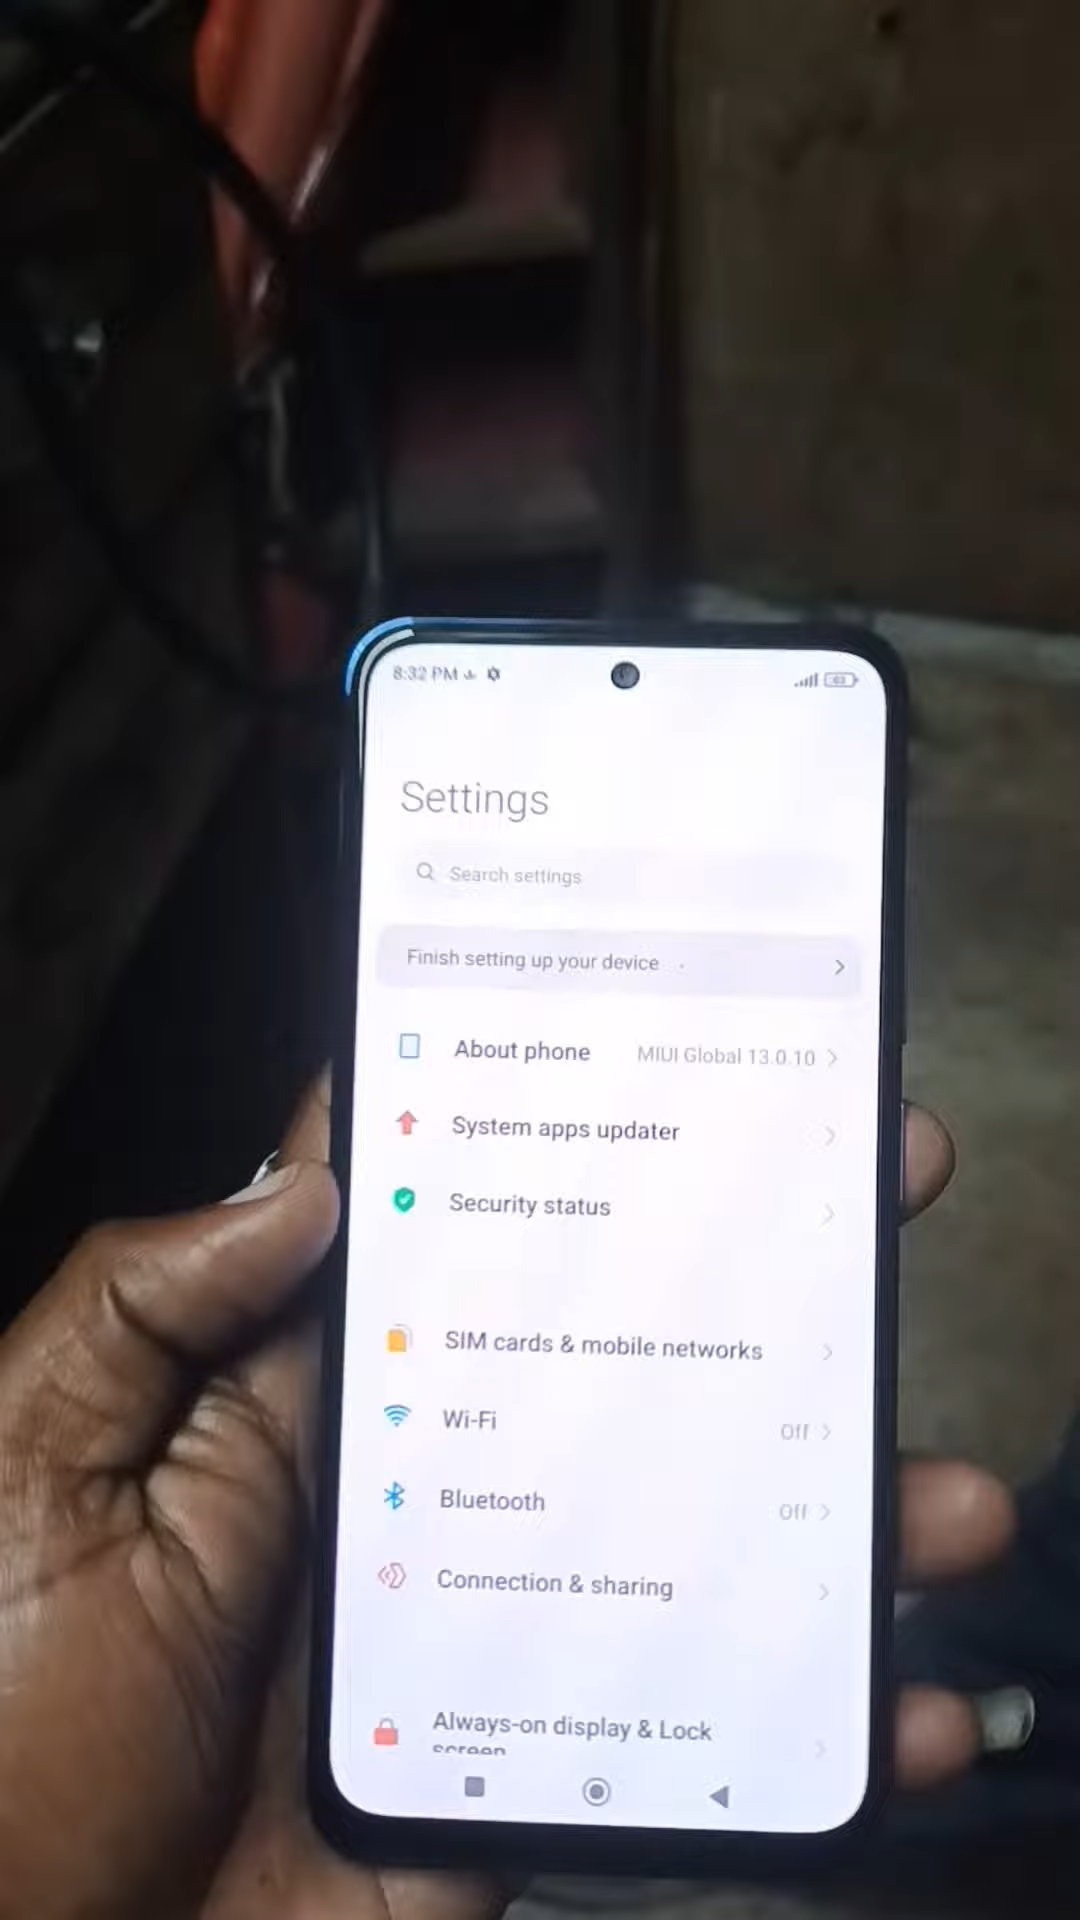 8:32 PM
Settings
Search settings
Finish setting up your device
About phone MIUI Global 13.0.10
System apps updater
Security status
SIM cards & mobile networks
Wi-Fi Off
Bluetooth Off
Connection & sharing
Always-on display & Lock
screen